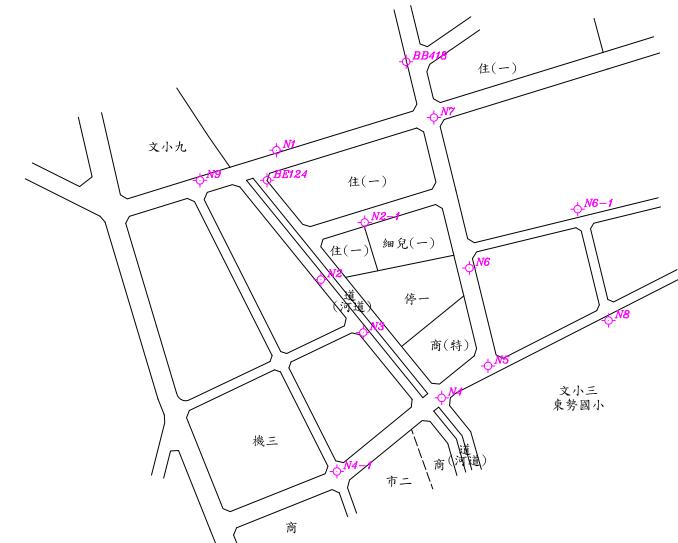 BB418
住(一)
N7
N1
文小九
N9
BE124
住(一)
N6-1
N2-1
住(一)
細兒(一)
N6
N2
道
(河道)
停一
N3
N8
商(特)
N5
文小三
東勢國小
N4
機三
N4-1
商
道
(河道)
市二
商